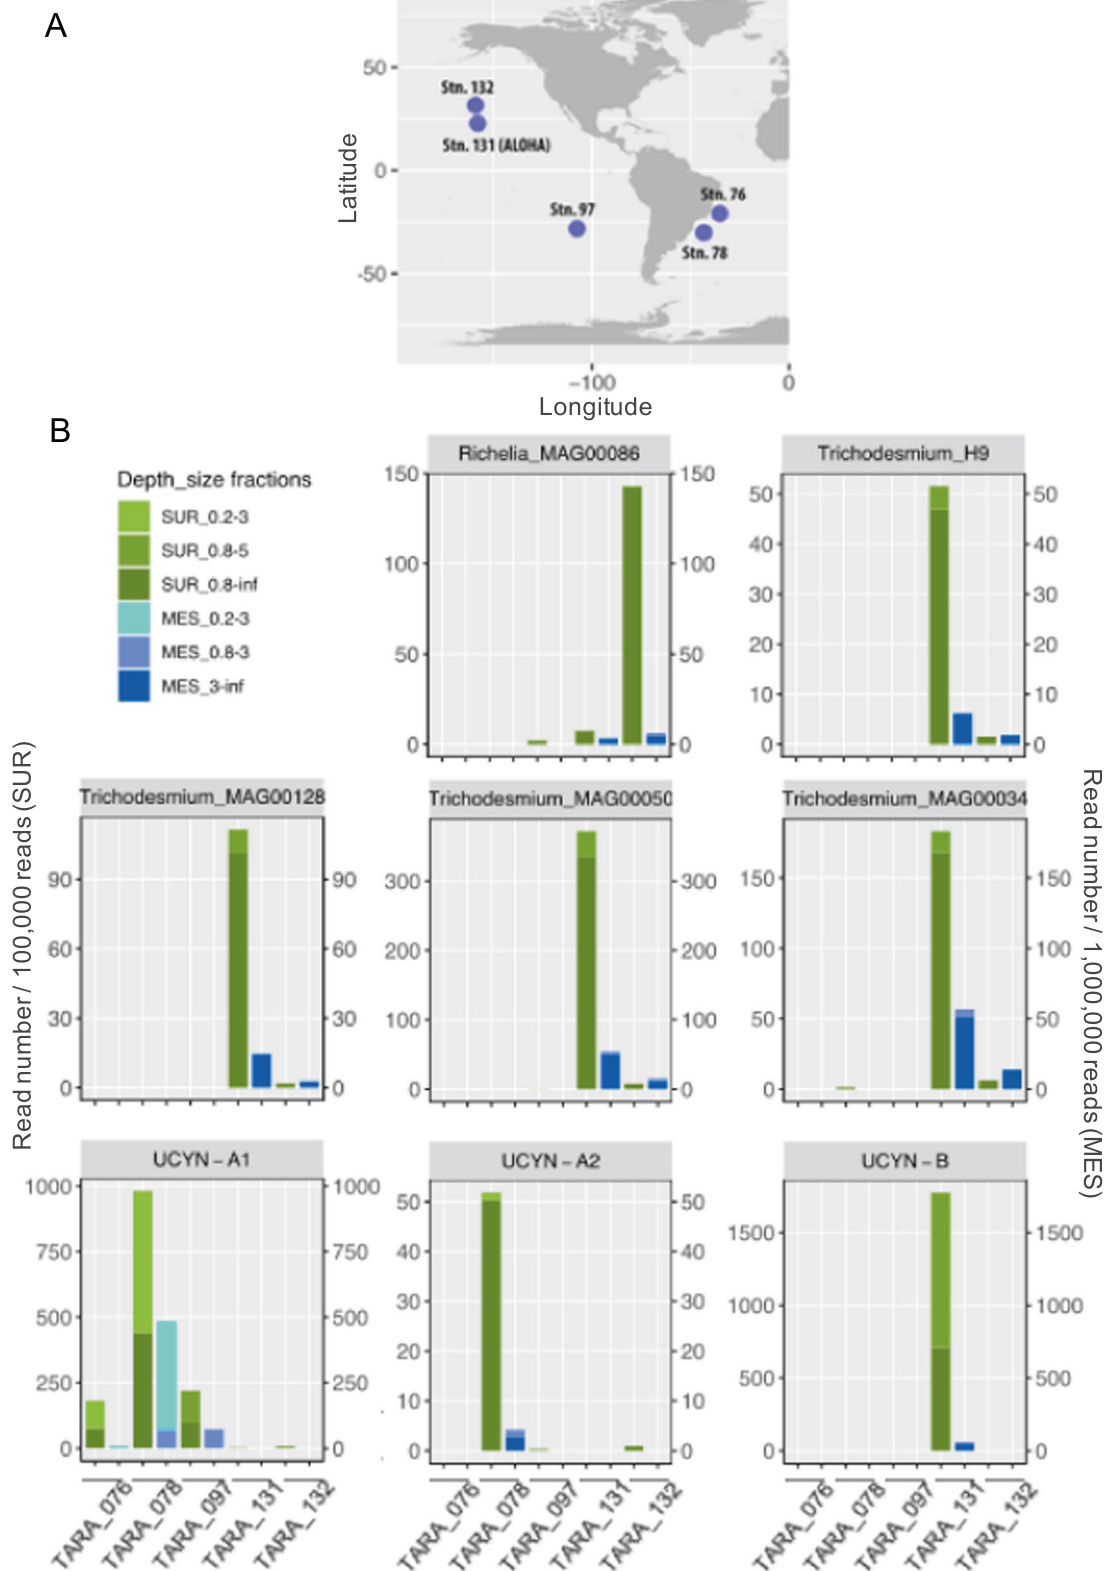 A
50
0
-50
Latitude
Stn. 132
Stn. 131 (ALOHA)
Stn. 97
Stn. 76
Stn. 78
−100
0
Longitude
B
Depth_size fractions
SUR_0.2-3
SUR_0.8-5
SUR_0.8-inf
MES_0.2-3
MES_0.8-3
MES_3-inf
Read number / 100,000 reads (SUR)
Read number / 1,000,000 reads (MES)
Richelia_MAG00086
150
100
50
0
150
100
50
0
Trichodesmium_H9
50
40
30
20
10
0
50
40
30
20
10
0
Trichodesmium_MAG00128
90
60
30
0
90
60
30
0
Trichodesmium_MAG00050
300
200
100
0
300
200
100
0
Trichodesmium_MAG00034
150
100
50
0
150
100
50
0
UCYN – A1
1000
750
500
250
0
1000
750
500
250
0
TARA_076
TARA_078
TARA_097
TARA_131
TARA_132
UCYN – A2
50
40
30
20
10
0
50
40
30
20
10
0
TARA_076
TARA_078
TARA_097
TARA_131
TARA_132
UCYN – B
1500
1000
500
0
1500
1000
500
0
TARA_076
TARA_078
TARA_097
TARA_131
TARA_132